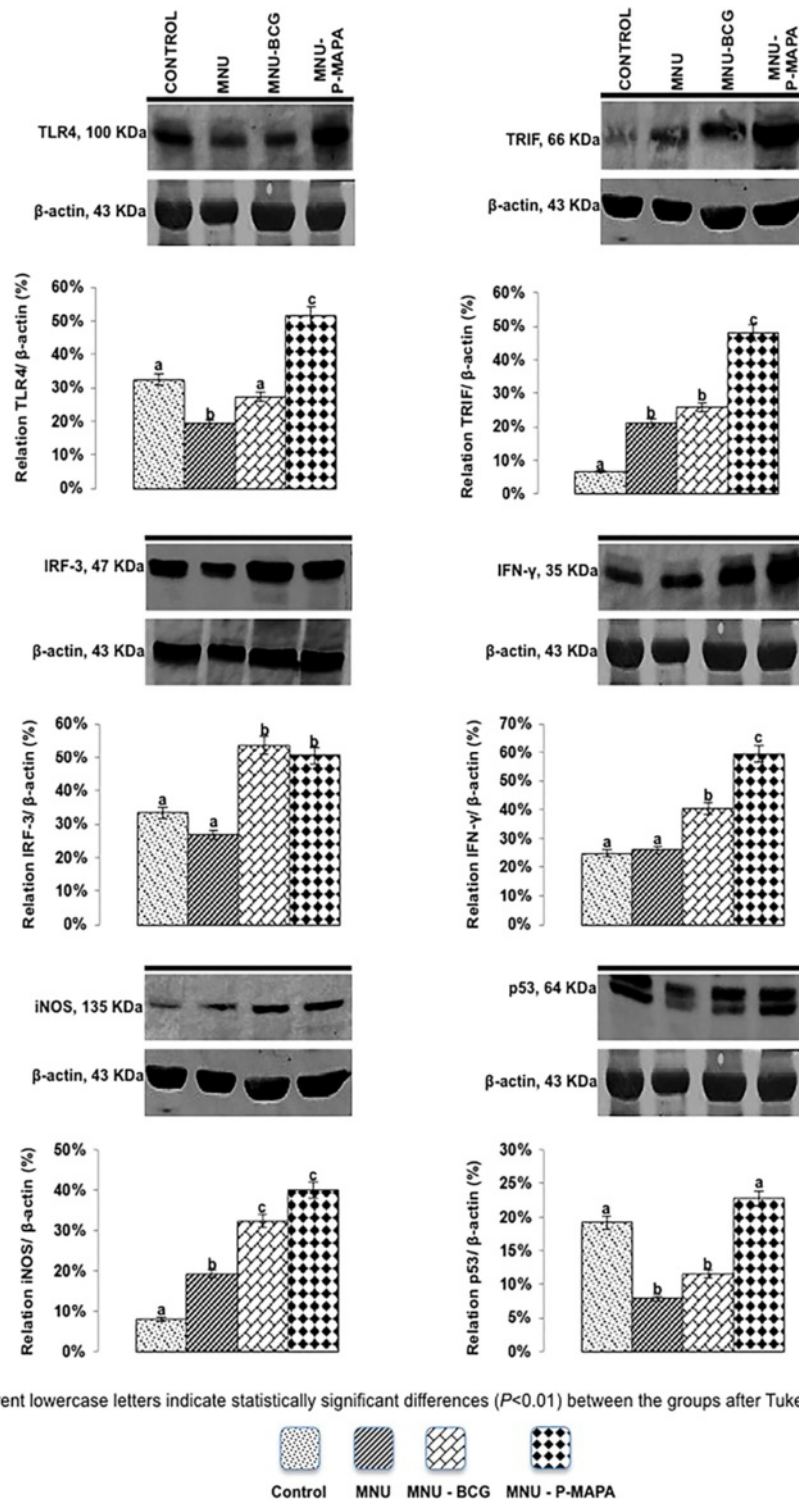 CONTROL MNU MNU-BCG MNU-P-MAPA
TLR4, 100 KDa
β-actin, 43 KDa
Relation TLR4/ β-actin (%)
60%
50%
40%
30%
20%
10%
0%
a b a c
CONTROL MNU MNU-BCG MNU-P-MAPA
TRIF, 66 KDa
β-actin, 43 KDa
Relation TRIF/ β-actin (%)
60%
50%
40%
30%
20%
10%
0%
a b b c
IRF-3, 47 KDa
β-actin, 43 KDa
Relation IRF-3/ β-actin (%)
60%
50%
40%
30%
20%
10%
0%
a a b b
IFN-γ, 35 KDa
β-actin, 43 KDa
Relation IFN-γ/ β-actin (%)
70%
60%
50%
40%
30%
20%
10%
0%
a a b c
iNOS, 135 KDa
β-actin, 43 KDa
Relation iNOS/ β-actin (%)
50%
40%
30%
20%
10%
0%
a b c c
p53, 64 KDa
β-actin, 43 KDa
Relation p53/ β-actin (%)
30%
25%
20%
15%
10%
5%
0%
a b b a
ent lowercase letters indicate statistically significant differences (P<0.01) between the groups after Tuke
Control MNU MNU - BCG MNU - P-MAPA